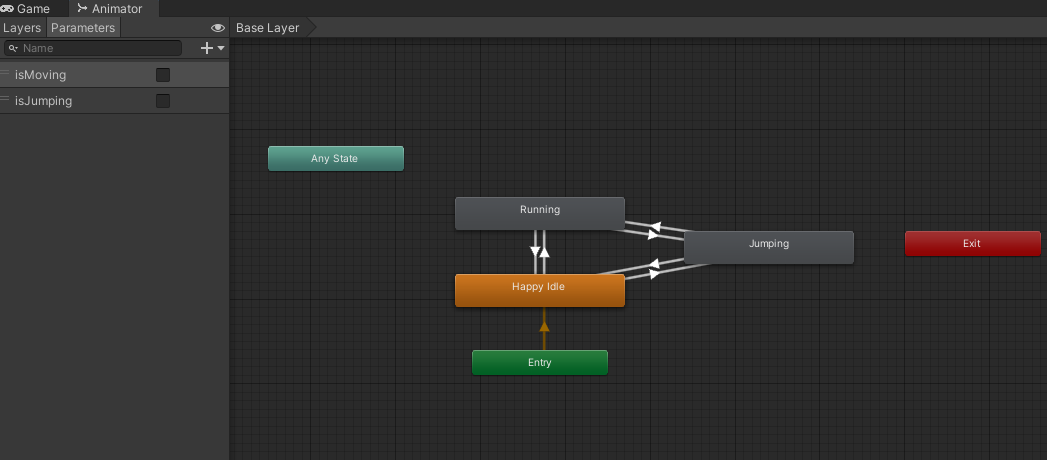 Game Animator
Layers Parameters Base Layer
Name
isMoving
isJumping
Any State
Running
Jumping
Exit
Happy Idle
Entry